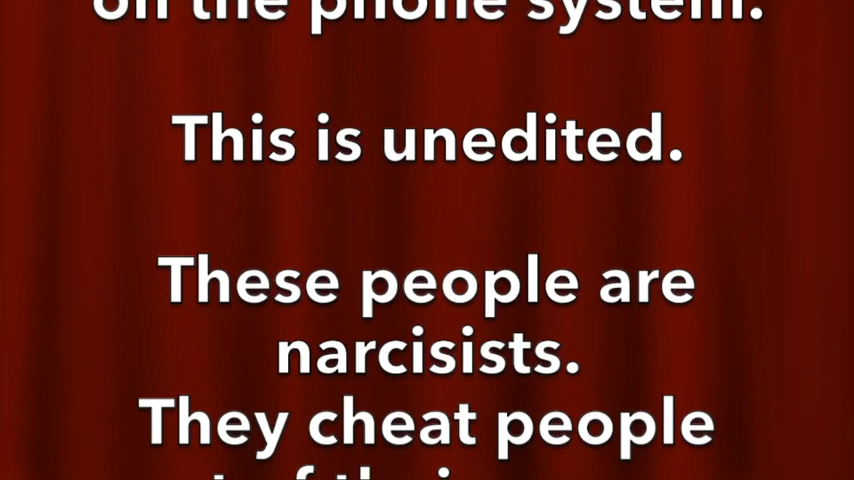 on the phone system.
This is unedited.
These people are
narcisists.
They cheat people